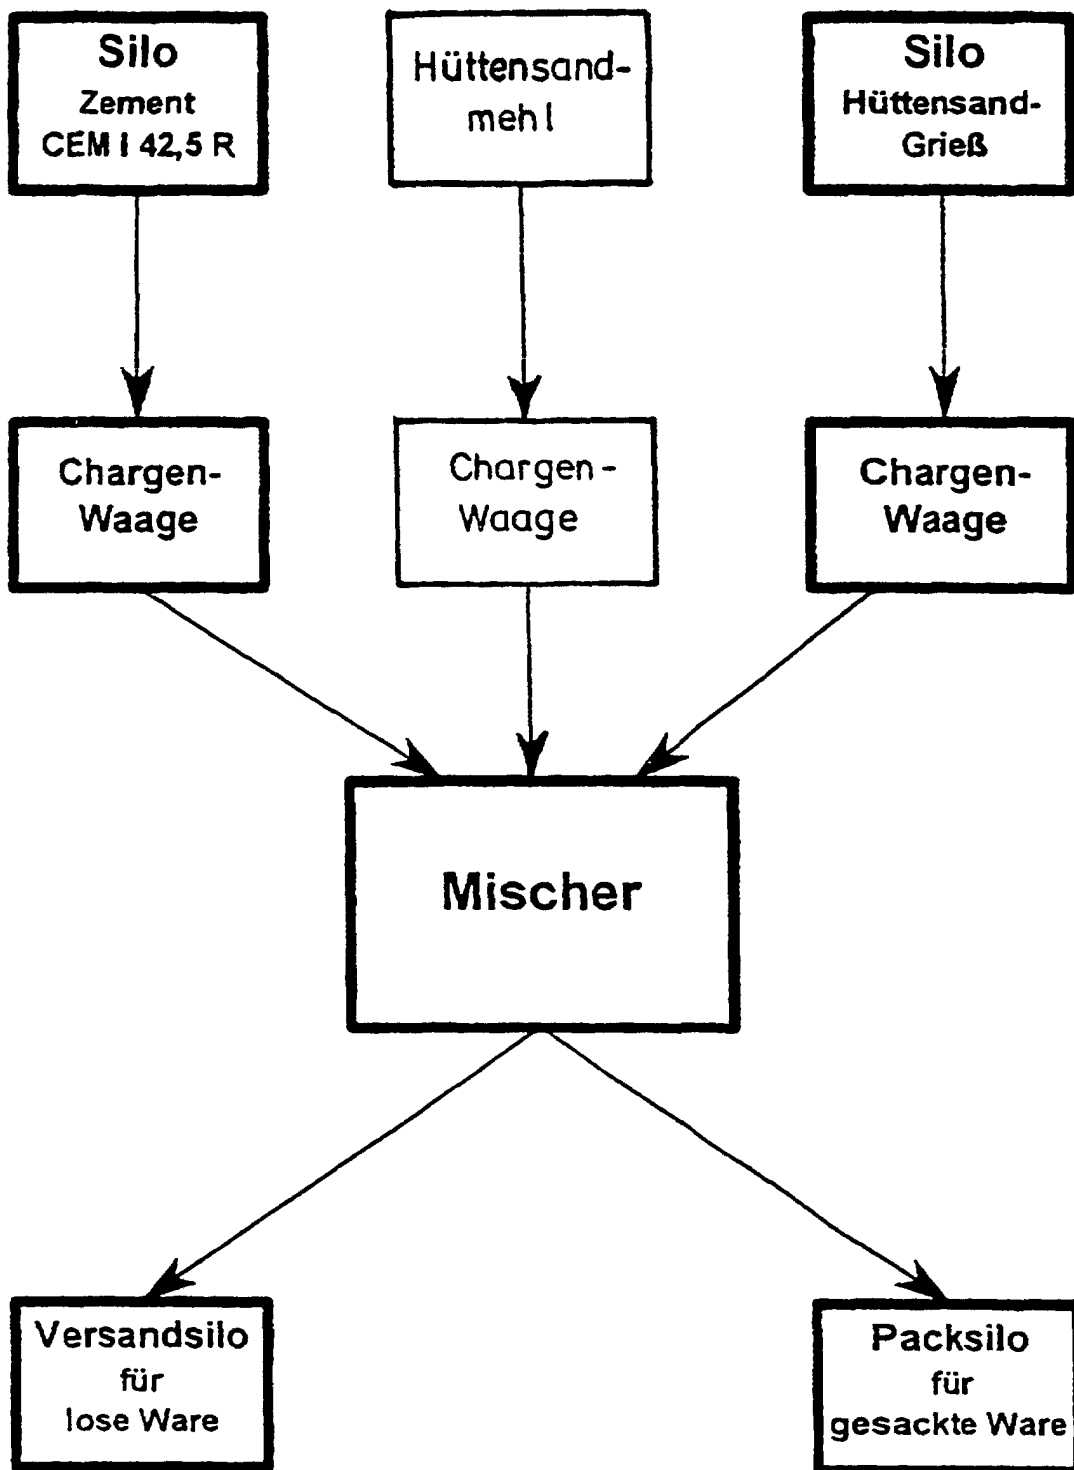 Silo
Zement
CEM I 42,5 R
Hüttensand-
mehl
Silo
Hüttensand-
Grieß
Chargen-
Waage
Chargen-
Waage
Chargen-
Waage
Mischer
Versandsilo
für
lose Ware
Packsilo
für
gesackte Ware